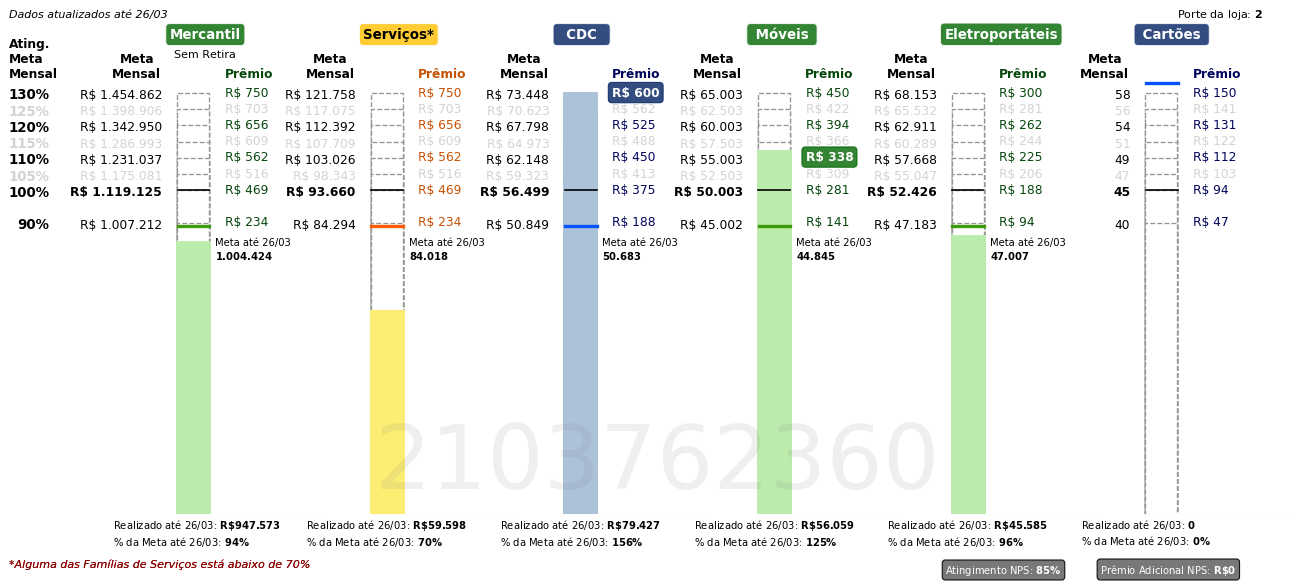 Dados atualizados até 26/03
Porte da loja: 2
Mercantil Serviços* CDC Móveis Eletroportáteis Cartões
Sem Retira
Ating. Meta Mensal
Meta Mensal Prêmio Meta Mensal Prêmio Meta Mensal Prêmio Meta Mensal Prêmio Meta Mensal Prêmio Meta Mensal Prêmio
130% R$ 1.454.862 R$ 750 R$ 121.758 R$ 750 R$ 73.448 R$ 600 R$ 65.003 R$ 450 R$ 68.153 R$ 300 58 R$ 150
125% R$ 1.398.906 R$ 703 R$ 117.075 R$ 703 R$ 70.623 R$ 562 R$ 62.503 R$ 422 R$ 65.532 R$ 281 56 R$ 141
120% R$ 1.342.950 R$ 656 R$ 112.392 R$ 656 R$ 67.798 R$ 525 R$ 60.003 R$ 394 R$ 62.911 R$ 262 54 R$ 131
115% R$ 1.286.993 R$ 609 R$ 107.709 R$ 609 R$ 64.973 R$ 488 R$ 57.503 R$ 366 R$ 60.289 R$ 244 51 R$ 122
110% R$ 1.231.037 R$ 562 R$ 103.026 R$ 562 R$ 62.148 R$ 450 R$ 55.003 R$ 338 R$ 57.668 R$ 225 49 R$ 112
105% R$ 1.175.081 R$ 516 R$ 98.343 R$ 516 R$ 59.323 R$ 413 R$ 52.503 R$ 309 R$ 55.047 R$ 206 47 R$ 103
100% R$ 1.119.125 R$ 469 R$ 93.660 R$ 469 R$ 56.499 R$ 375 R$ 50.003 R$ 281 R$ 52.426 R$ 188 45 R$ 94
90% R$ 1.007.212 R$ 234 R$ 84.294 R$ 234 R$ 50.849 R$ 188 R$ 45.002 R$ 141 R$ 47.183 R$ 94 40 R$ 47
Meta até 26/03 Meta até 26/03 Meta até 26/03 Meta até 26/03 Meta até 26/03
1.004.424 84.018 50.683 44.845 47.007
2103762360
Realizado até 26/03: R$947.573 Realizado até 26/03: R$59.598 Realizado até 26/03: R$79.427 Realizado até 26/03: R$56.059 Realizado até 26/03: R$45.585 Realizado até 26/03: 0
% da Meta até 26/03: 94% % da Meta até 26/03: 70% % da Meta até 26/03: 156% % da Meta até 26/03: 125% % da Meta até 26/03: 96% % da Meta até 26/03: 0%
*Alguma das Famílias de Serviços está abaixo de 70%
Atingimento NPS: 85% Prêmio Adicional NPS: R$0